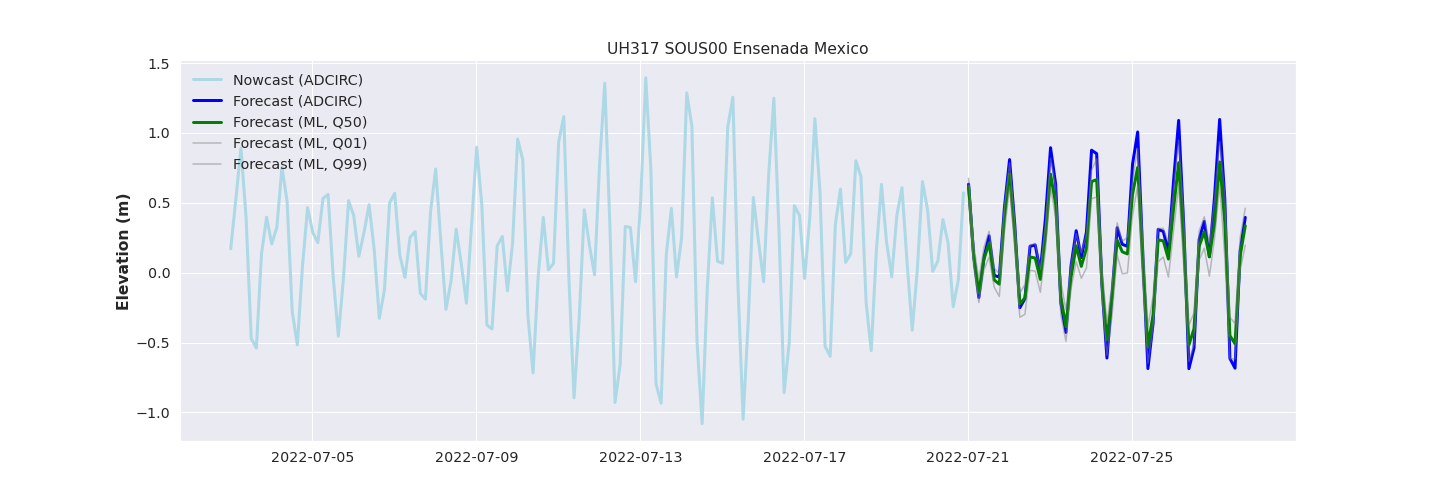 UH317 SOUS00 Ensenada Mexico
Nowcast (ADCIRC)
Forecast (ADCIRC)
Forecast (ML, Q50)
Forecast (ML, Q01)
Forecast (ML, Q99)
Elevation (m)
1.5
1.0
0.5
0.0
−0.5
−1.0
2022-07-05 2022-07-09 2022-07-13 2022-07-17 2022-07-21 2022-07-25